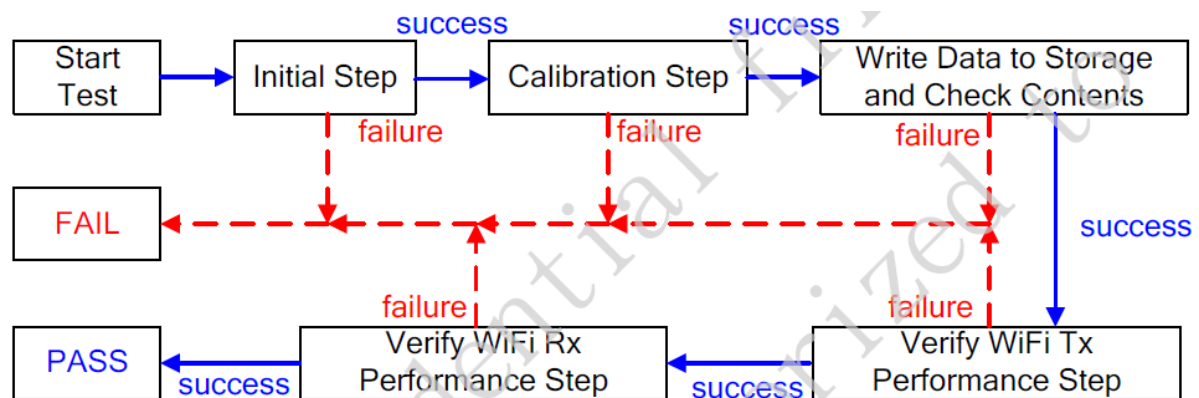 success
success
Start
Test
Initial Step
Calibration Step
Write Data to Storage
and Check Contents
failure
failure
failure
FAIL
success
failure
failure
PASS
Verify WiFi Rx
Performance Step
Verify WiFi Tx
Performance Step
success
success